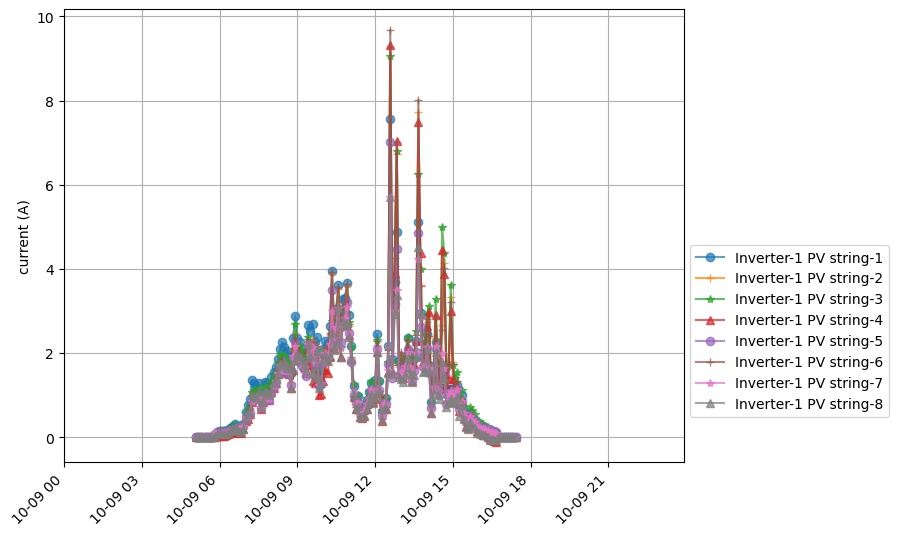 10
8
6
4
2
0
current (A)
10-09 00
10-09 03
10-09 06
10-09 09
10-09 12
10-09 15
10-09 18
10-09 21
Inverter-1 PV string-1
Inverter-1 PV string-2
Inverter-1 PV string-3
Inverter-1 PV string-4
Inverter-1 PV string-5
Inverter-1 PV string-6
Inverter-1 PV string-7
Inverter-1 PV string-8